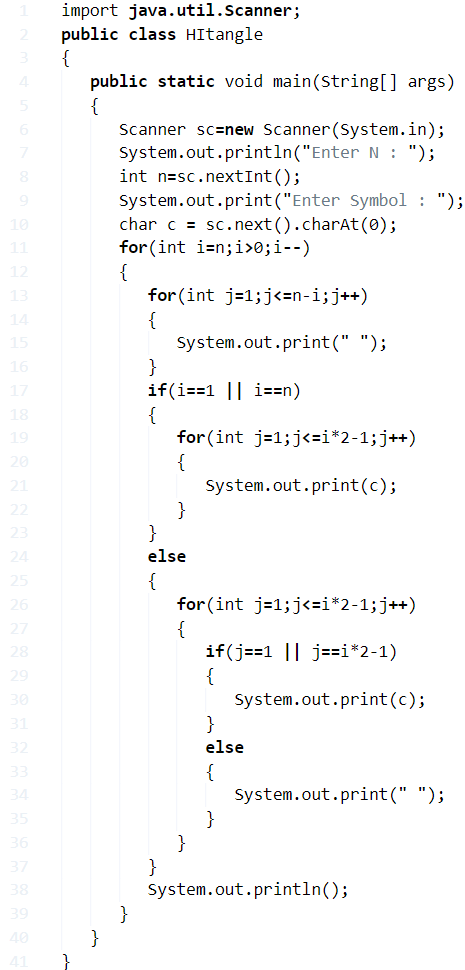 1 import java.util.Scanner;
2 public class HItangle
3 {
4 public static void main(String[] args)
5 {
6 Scanner sc=new Scanner(System.in);
7 System.out.println("Enter N : ");
8 int n=sc.nextInt();
9 System.out.print("Enter Symbol : ");
10 char c = sc.next().charAt(0);
11 for(int i=n;i>0;i--)
12 {
13 for(int j=1;j<=n-i;j++)
14 {
15 System.out.print(" ");
16 }
17 if(i==1 || i==n)
18 {
19 for(int j=1;j<=i*2-1;j++)
20 {
21 System.out.print(c);
22 }
23 }
24 else
25 {
26 for(int j=1;j<=i*2-1;j++)
27 {
28 if(j==1 || j==i*2-1)
29 {
30 System.out.print(c);
31 }
32 else
33 {
34 System.out.print(" ");
35 }
36 }
37 }
38 System.out.println();
39 }
40 }
41 }